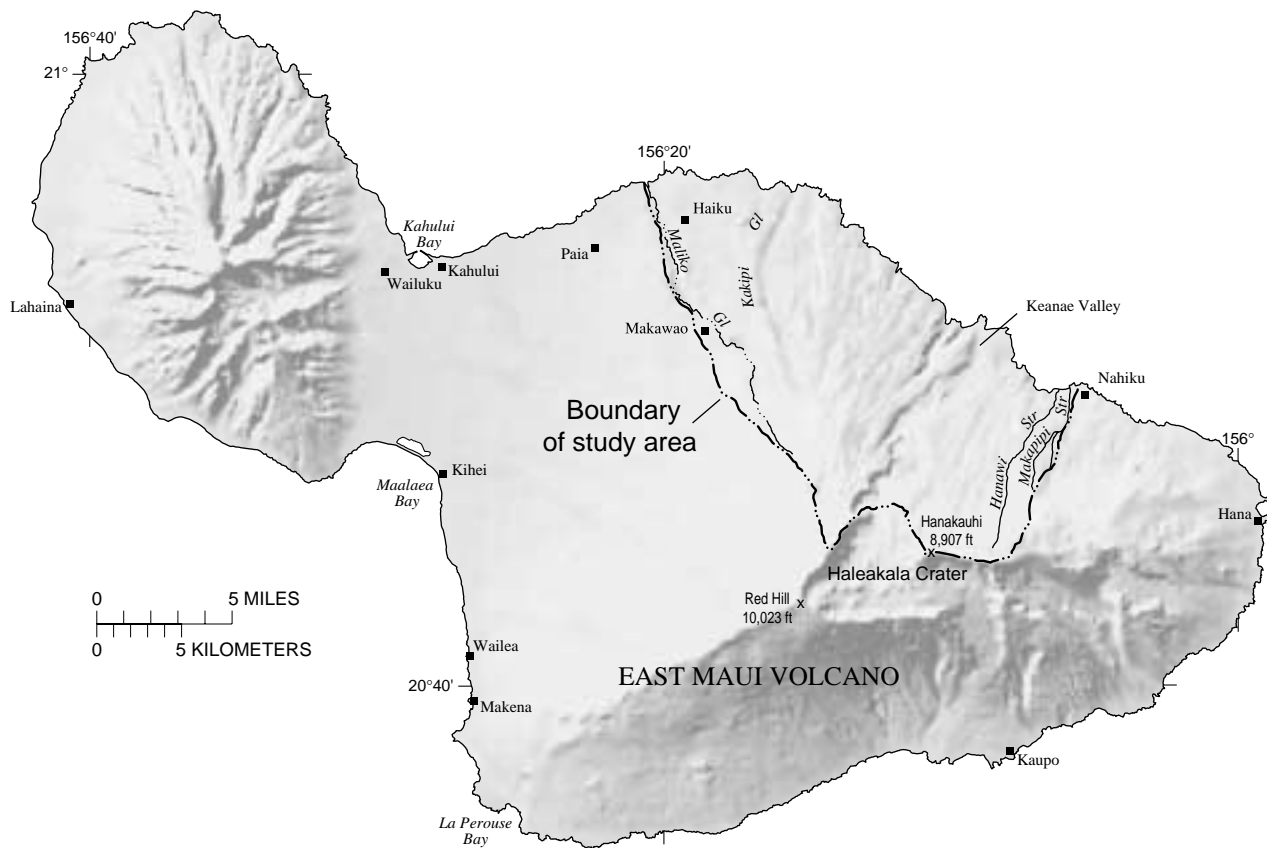 156°40'
21°
156°20'
Haiku
Gl
Kahului
Bay
Maliko
Paia
Kahului
Wailuku
Kakipi
Lahaina
Keanae Valley
Gl
Makawao
Nahiku
Boundary
of study area
Str
Str
Makapipi
Hanawi
156°
Kihei
Maalaea
Bay
Hana
Hanakauhi
8,907 ft
Haleakala Crater
0 5 MILES
0 5 KILOMETERS
Red Hill
10,023 ft
Wailea
EAST MAUI VOLCANO
20°40'
Makena
Kaupo
La Perouse
Bay